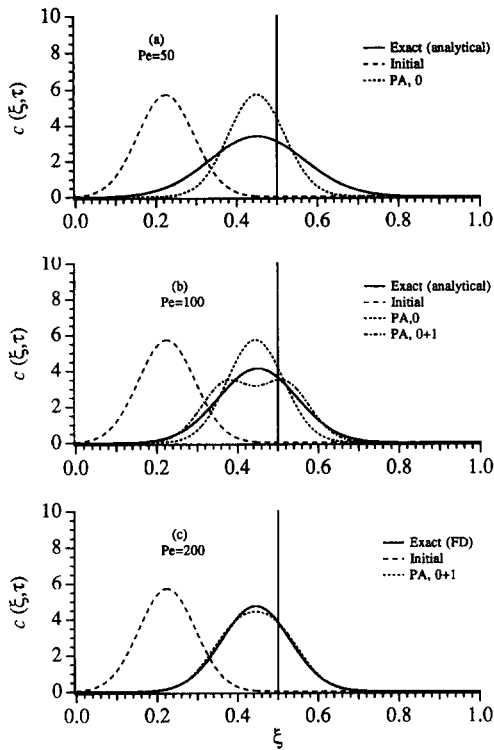 10
8
6
4
2
0
c (ξ,τ)
(a)
Pe=50
Exact (analytical)
Initial
PA, 0
0.0 0.2 0.4 0.6 0.8 1.0
10
8
6
4
2
0
c (ξ,τ)
(b)
Pe=100
Exact (analytical)
Initial
PA,0
PA, 0+1
0.0 0.2 0.4 0.6 0.8 1.0
10
8
6
4
2
0
c (ξ,τ)
(c)
Pe=200
Exact (FD)
Initial
PA, 0+1
0.0 0.2 0.4 0.6 0.8 1.0
ξ